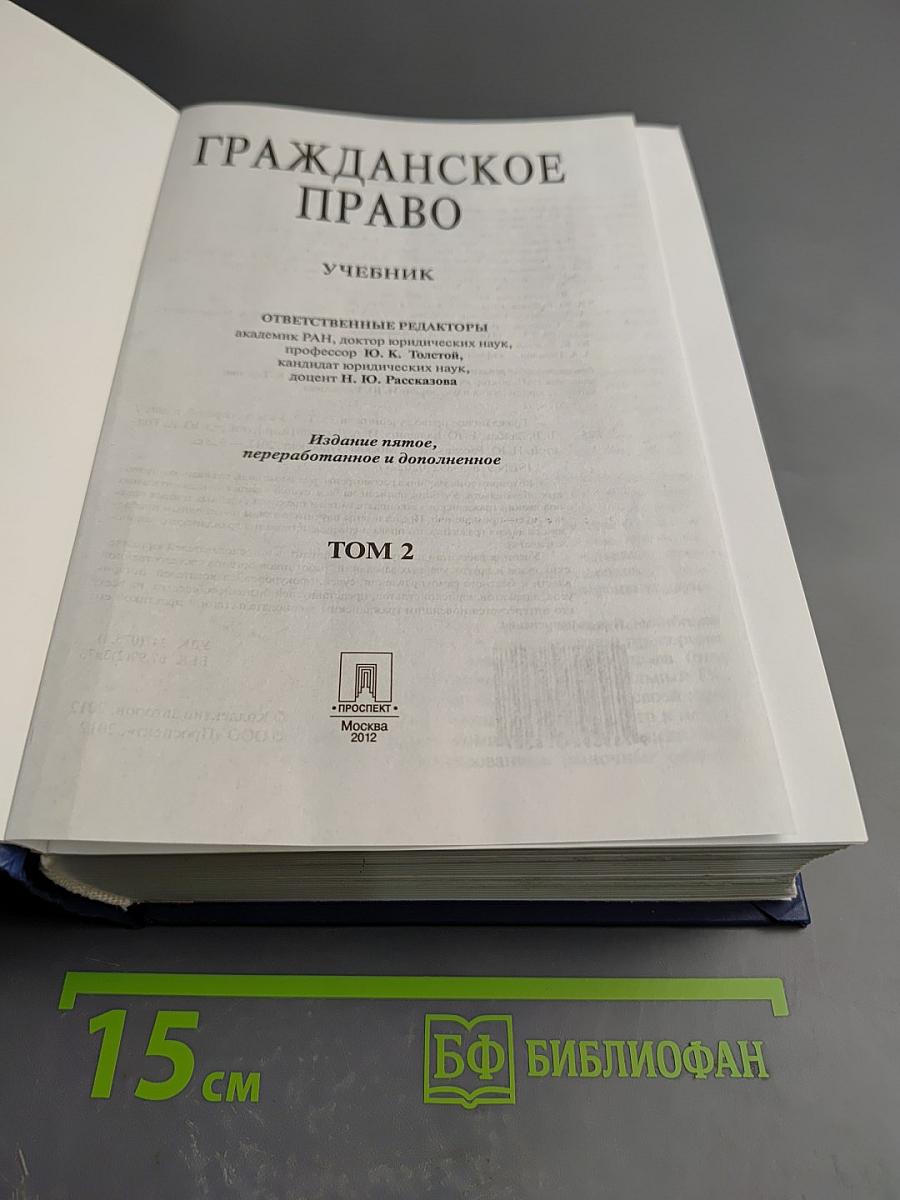 ГРАЖДАНСКОЕ
ПРАВО
УЧЕБНИК
ОТВЕТСТВЕННЫЕ РЕДАКТОРЫ
академик РАН, доктор юридических наук,
профессор Ю. К. Толстой,
кандидат юридических наук,
доцент Н. Ю. Рассказова
Издание пятое,
переработанное и дополненное
ТОМ 2
• ПРОСПЕКТ •
Москва
2012
15 см
БФ БИБЛИОФАН